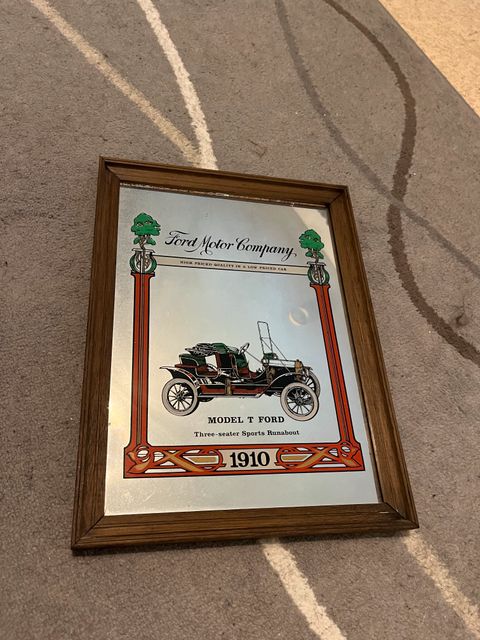 Ford Motor Company
HIGH PRICED QUALITY IN A LOW PRICED CAR
MODEL T FORD
Three-seater Sports Runabout
1910